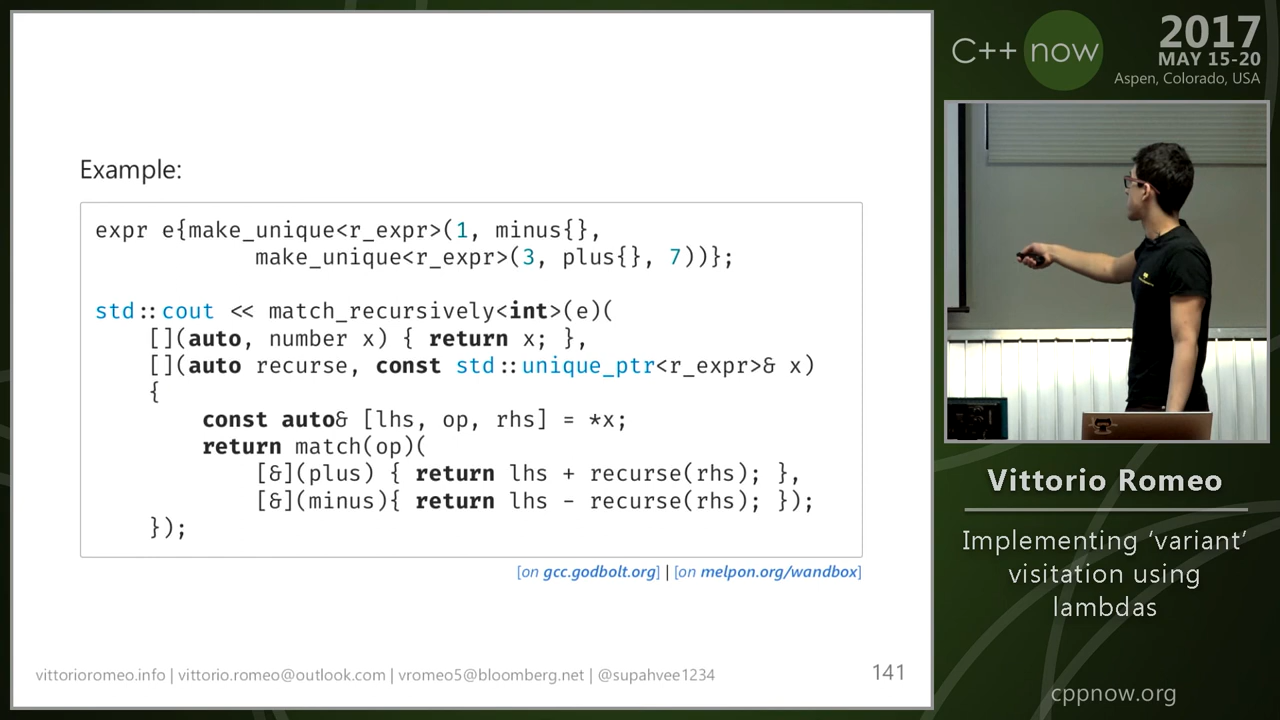 Example:
expr e{make_unique<r_expr>(1, minus{},
            make_unique<r_expr>(3, plus{}, 7))};
std::cout << match_recursively<int>(e)(
    [](auto, number x) { return x; },
    [](auto recurse, const std::unique_ptr<r_expr>& x)
    {
        const auto& [lhs, op, rhs] = *x;
        return match(op)(
            [&](plus) { return lhs + recurse(rhs); },
            [&](minus){ return lhs - recurse(rhs); });
    });
[on gcc.godbolt.org] | [on melpon.org/wandbox]
vittorioromeo.info | vittorio.romeo@outlook.com | vromeo5@bloomberg.net | @supahvee1234
141
C++ now
2017
MAY 15-20
Aspen, Colorado, USA
Vittorio Romeo
Implementing ‘variant’
visitation using
lambdas
cppnow.org